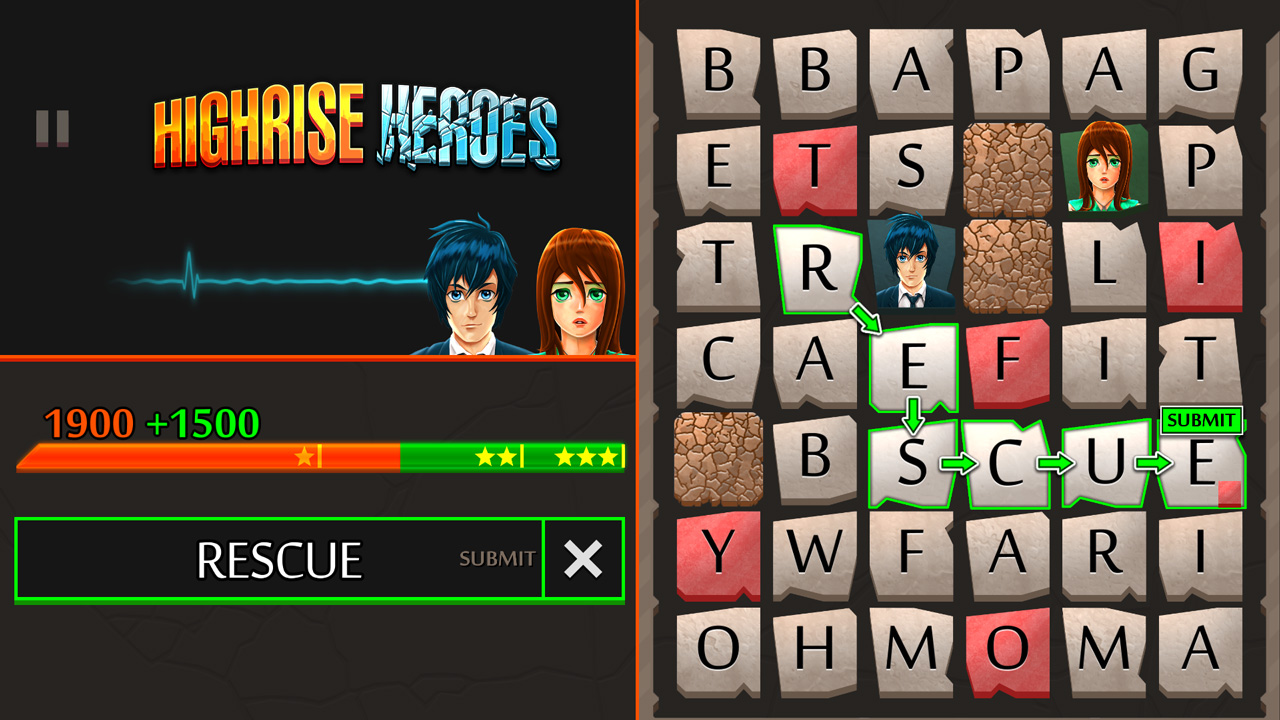 HIGHRISE HEROES
1900 +1500
RESCUE SUBMIT
B B A P A G
E T S P
T R L I
C A E F I T
SUBMIT
B S C U E
Y W F A R I
O H M O M A